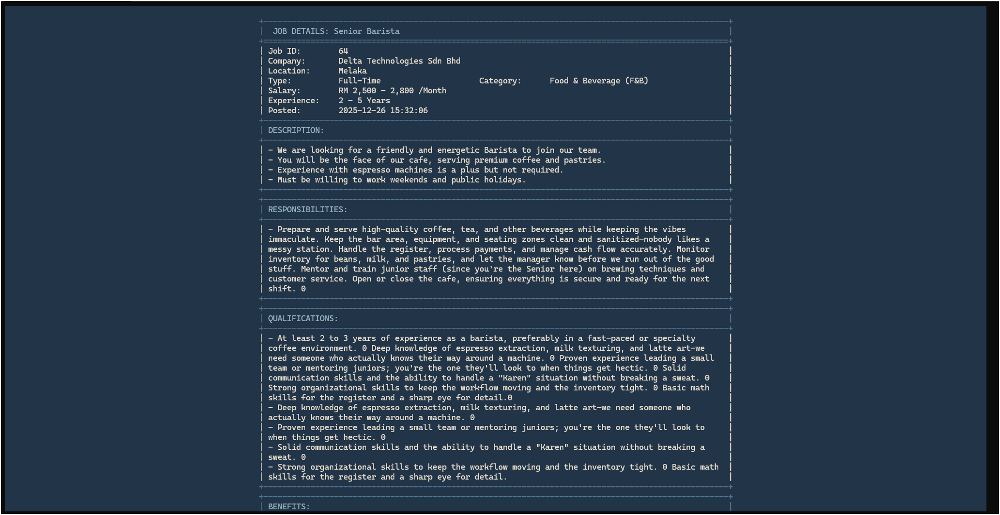 JOB DETAILS: Senior Barista
Job ID: 64
Company: Delta Technologies Sdn Bhd
Location: Melaka
Type: Full-Time Category: Food & Beverage (F&B)
Salary: RM 2,500 - 2,800 /Month
Experience: 2 - 5 Years
Posted: 2025-12-26 15:32:06
DESCRIPTION:
- We are looking for a friendly and energetic Barista to join our team.
- You will be the face of our cafe, serving premium coffee and pastries.
- Experience with espresso machines is a plus but not required.
- Must be willing to work weekends and public holidays.
RESPONSIBILITIES:
- Prepare and serve high-quality coffee, tea, and other beverages while keeping the vibes
immaculate. Keep the bar area, equipment, and seating zones clean and sanitized-nobody likes a
messy station. Handle the register, process payments, and manage cash flow accurately. Monitor
inventory for beans, milk, and pastries, and let the manager know before we run out of the good
stuff. Mentor and train junior staff (since you're the Senior here) on brewing techniques and
customer service. Open or close the cafe, ensuring everything is secure and ready for the next
shift. 0
QUALIFICATIONS:
- At least 2 to 3 years of experience as a barista, preferably in a fast-paced or specialty
coffee environment. 0 Deep knowledge of espresso extraction, milk texturing, and latte art-we
need someone who actually knows their way around a machine. 0 Proven experience leading a small
team or mentoring juniors; you're the one they'll look to when things get hectic. 0 Solid
communication skills and the ability to handle a "Karen" situation without breaking a sweat. 0
Strong organizational skills to keep the workflow moving and the inventory tight. 0 Basic math
skills for the register and a sharp eye for detail.0
- Deep knowledge of espresso extraction, milk texturing, and latte art-we need someone who
actually knows their way around a machine. 0
- Proven experience leading a small team or mentoring juniors; you're the one they'll look to
when things get hectic. 0
- Solid communication skills and the ability to handle a "Karen" situation without breaking a
sweat. 0
- Strong organizational skills to keep the workflow moving and the inventory tight. 0 Basic math
skills for the register and a sharp eye for detail.
BENEFITS: